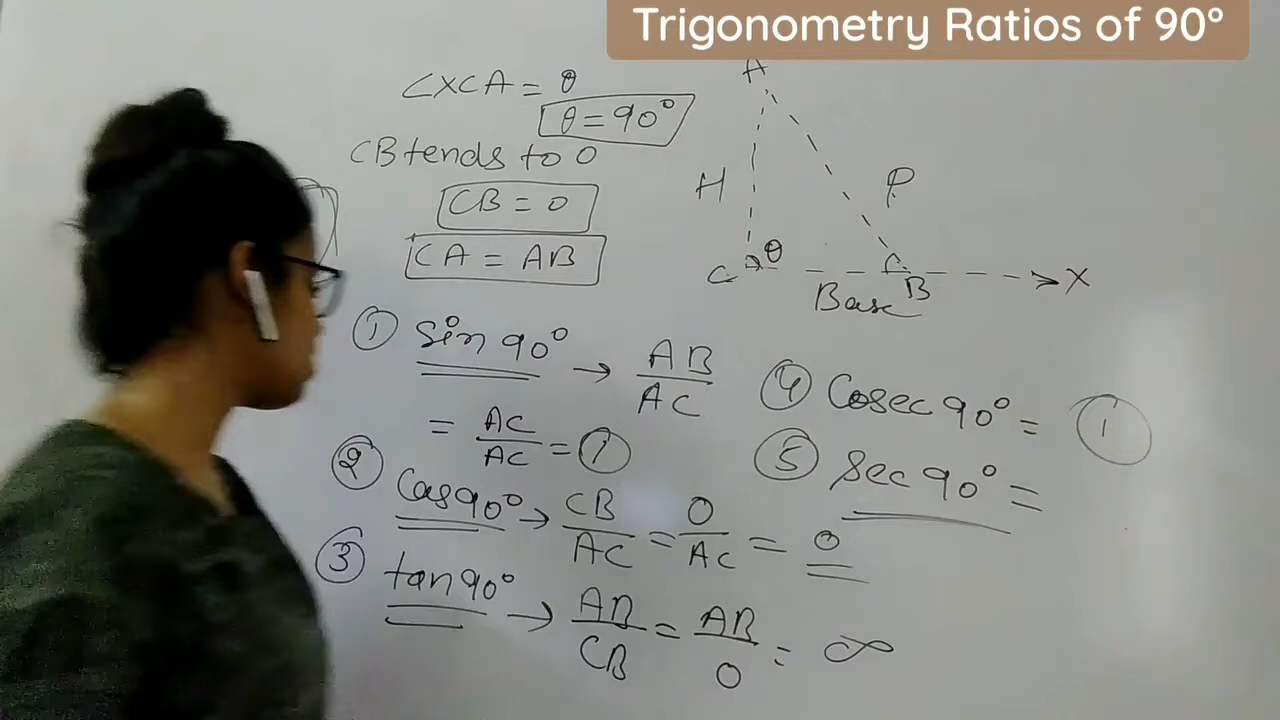 Trigonometry Ratios of 90°
∠XCA = θ
θ = 90°
CB tends to 0
CB = 0
CA = AB
A
H
P
C
θ
B
X
Base
① Sin 90° → AB/AC
= AC/AC = 1
② Cos 90° → CB/AC = 0/AC = 0
③ tan 90° → AB/CB = AB/0 = ∞
④ Cosec 90° = 1
⑤ Sec 90° =